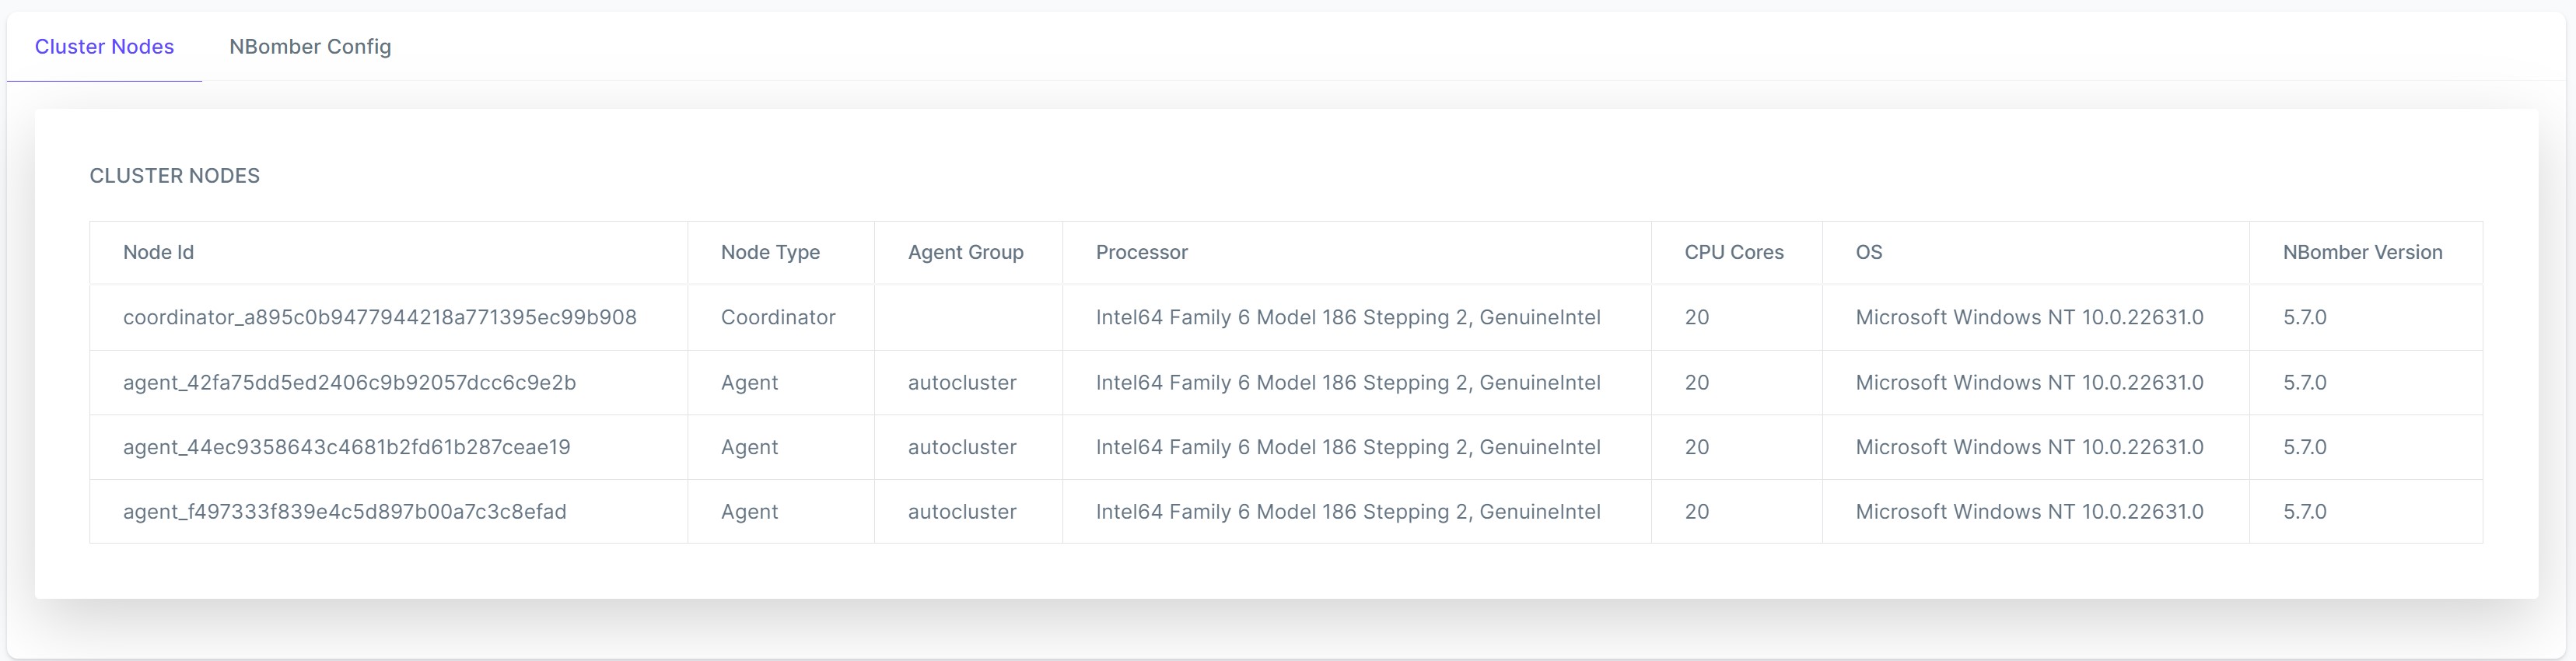 Cluster Nodes NBomber Config
CLUSTER NODES
Node Id Node Type Agent Group Processor CPU Cores OS NBomber Version
coordinator_a895c0b9477944218a771395ec99b908 Coordinator Intel64 Family 6 Model 186 Stepping 2, GenuineIntel 20 Microsoft Windows NT 10.0.22631.0 5.7.0
agent_42fa75dd5ed2406c9b92057dcc6c9e2b Agent autocluster Intel64 Family 6 Model 186 Stepping 2, GenuineIntel 20 Microsoft Windows NT 10.0.22631.0 5.7.0
agent_44ec9358643c4681b2fd61b287ceae19 Agent autocluster Intel64 Family 6 Model 186 Stepping 2, GenuineIntel 20 Microsoft Windows NT 10.0.22631.0 5.7.0
agent_f497333f839e4c5d897b00a7c3c8efad Agent autocluster Intel64 Family 6 Model 186 Stepping 2, GenuineIntel 20 Microsoft Windows NT 10.0.22631.0 5.7.0